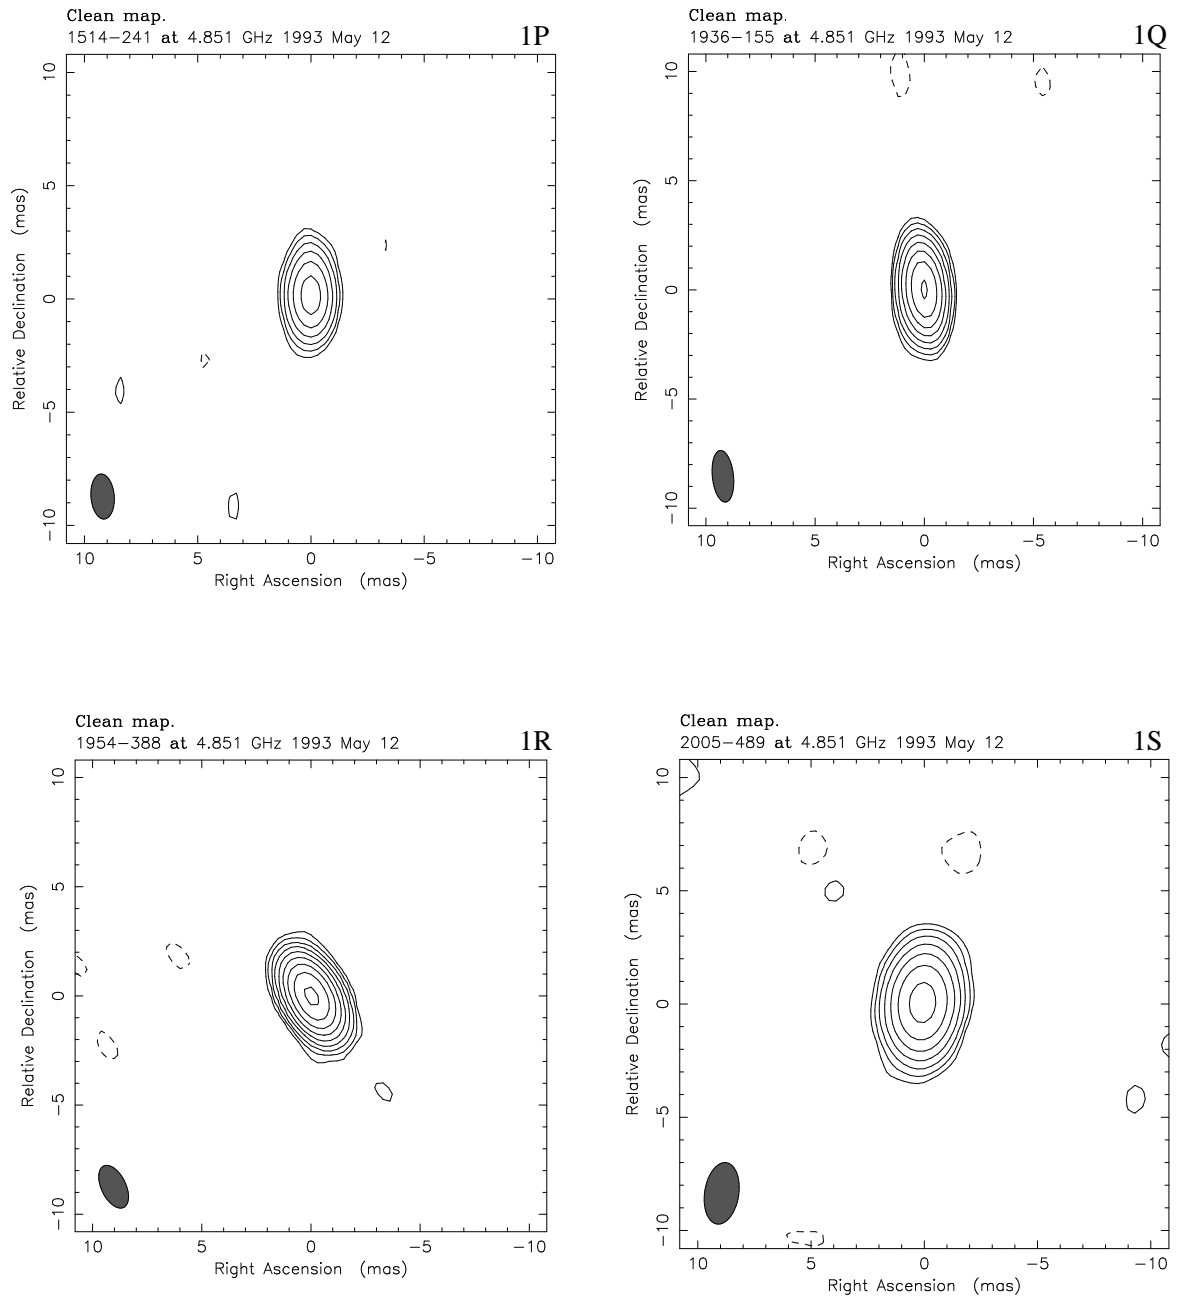 Clean map.
1514−241 at 4.851 GHz 1993 May 12 1P
10
5
0
−5
−10
Relative Declination (mas)
10 5 0 −5 −10
Right Ascension (mas)
Clean map.
1936−155 at 4.851 GHz 1993 May 12 1Q
10
5
0
−5
−10
Relative Declination (mas)
10 5 0 −5 −10
Right Ascension (mas)
Clean map.
1954−388 at 4.851 GHz 1993 May 12 1R
10
5
0
−5
−10
Relative Declination (mas)
10 5 0 −5 −10
Right Ascension (mas)
Clean map.
2005−489 at 4.851 GHz 1993 May 12 1S
10
5
0
−5
−10
Relative Declination (mas)
10 5 0 −5 −10
Right Ascension (mas)